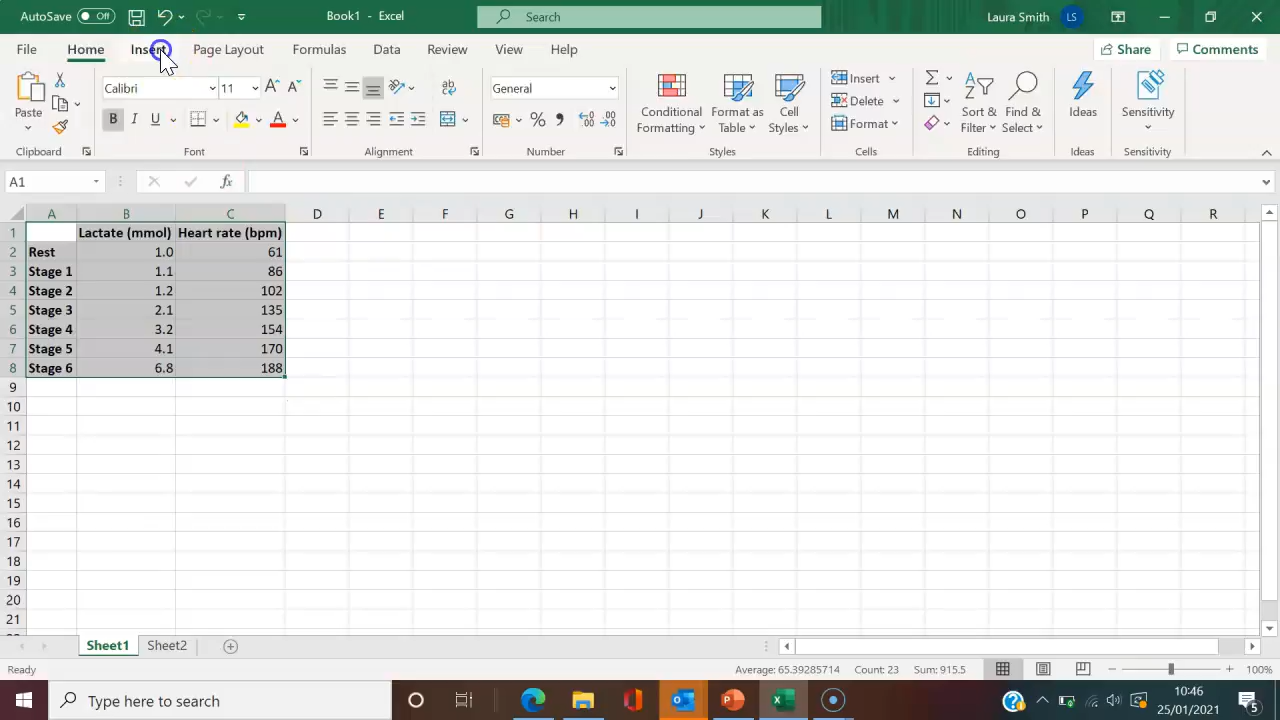 AutoSave Off Book1 - Excel Search Laura Smith LS
File Home Insert Page Layout Formulas Data Review View Help Share Comments
Calibri 11 A A General Insert Σ
Paste B I U A % , Conditional Formatting Format as Table Cell Styles Delete Format Sort & Filter Find & Select Ideas Sensitivity
Clipboard Font Alignment Number Styles Cells Editing Ideas Sensitivity
A1 fx
A B C D E F G H I J K L M N O P Q R
1 Lactate (mmol) Heart rate (bpm)
2 Rest 1.0 61
3 Stage 1 1.1 86
4 Stage 2 1.2 102
5 Stage 3 2.1 135
6 Stage 4 3.2 154
7 Stage 5 4.1 170
8 Stage 6 6.8 188
9
10
11
12
13
14
15
16
17
18
19
20
21
Sheet1 Sheet2
Ready Average: 65.39285714 Count: 23 Sum: 915.5 100%
Type here to search 10:46
25/01/2021 5